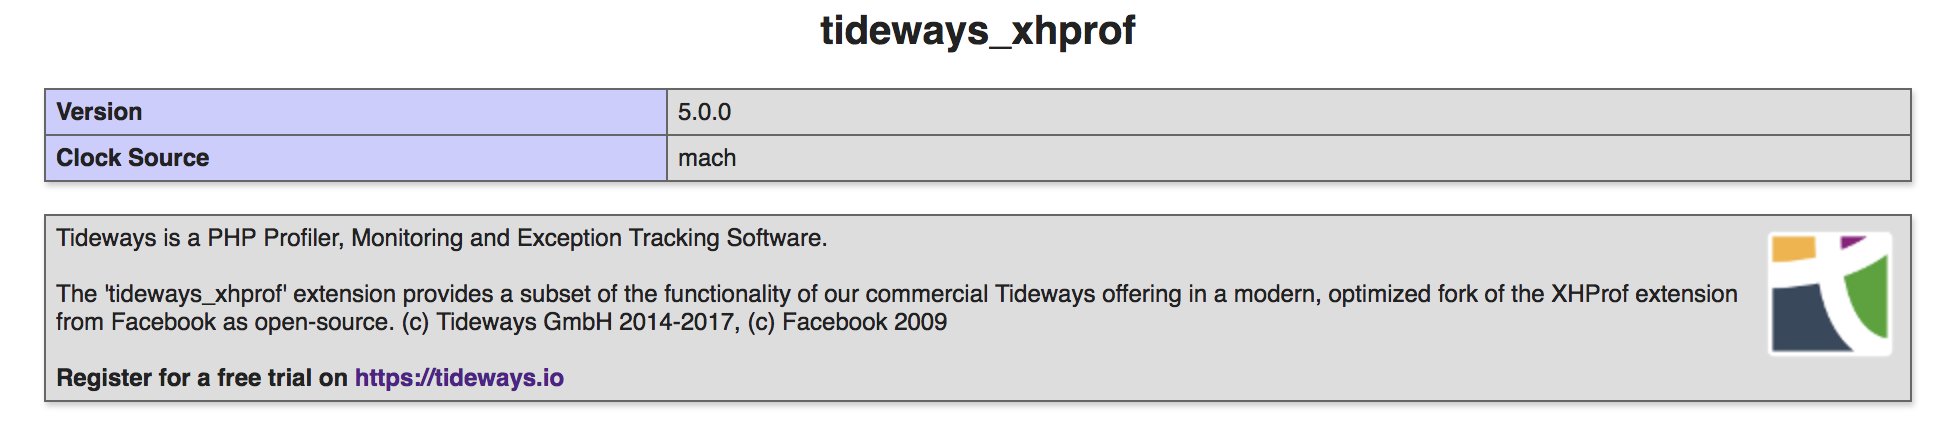 tideways_xhprof
Version 5.0.0
Clock Source mach
Tideways is a PHP Profiler, Monitoring and Exception Tracking Software.
The 'tideways_xhprof' extension provides a subset of the functionality of our commercial Tideways offering in a modern, optimized fork of the XHProf extension
from Facebook as open-source. (c) Tideways GmbH 2014-2017, (c) Facebook 2009
Register for a free trial on https://tideways.io